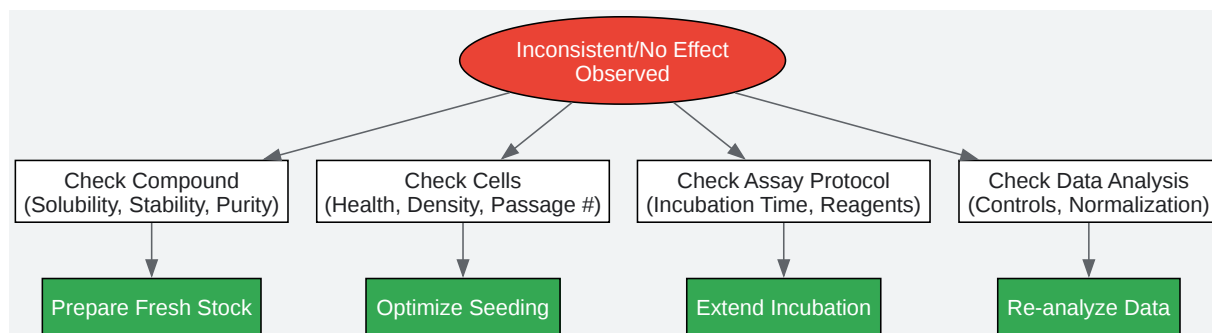 Inconsistent/No Effect
Observed
Check Compound
(Solubility, Stability, Purity)
Check Cells
(Health, Density, Passage #)
Check Assay Protocol
(Incubation Time, Reagents)
Check Data Analysis
(Controls, Normalization)
Prepare Fresh Stock
Optimize Seeding
Extend Incubation
Re-analyze Data